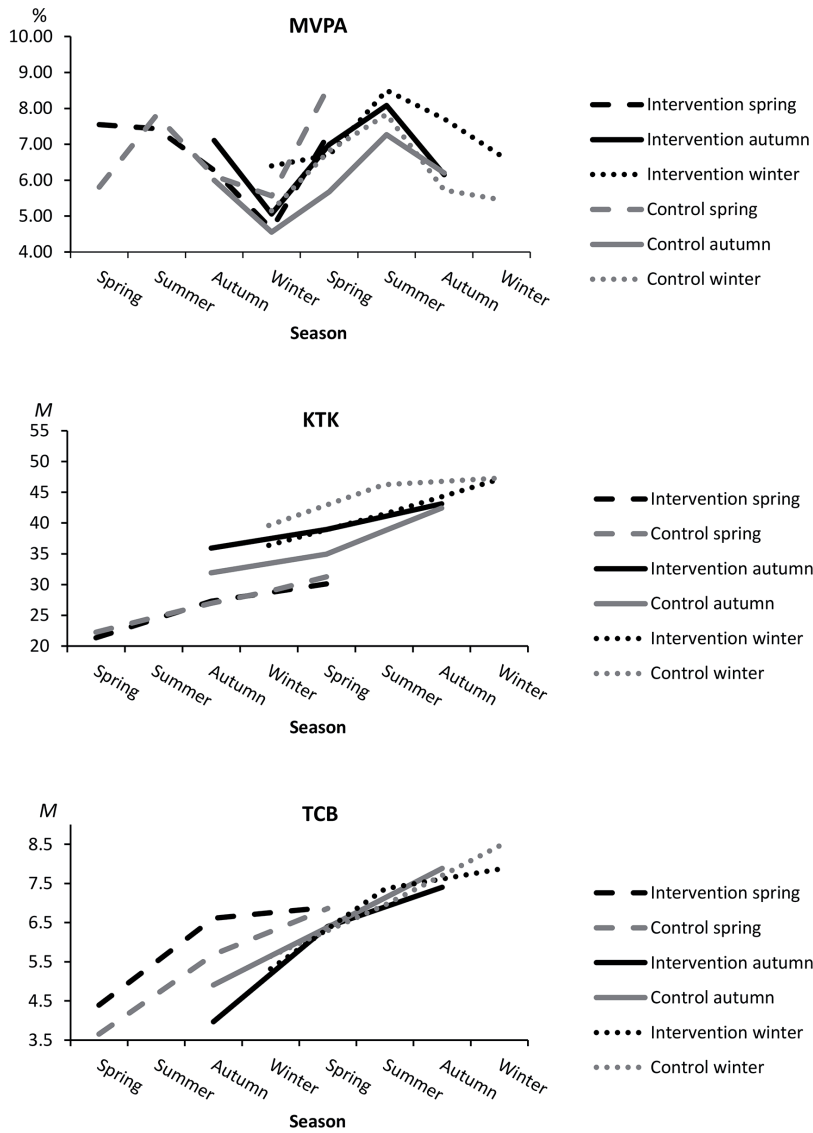 %
MVPA
10.00
9.00
8.00
7.00
6.00
5.00
4.00
Spring
Summer
Autumn
Winter
Spring
Summer
Autumn
Winter
Season
Intervention spring
Intervention autumn
Intervention winter
Control spring
Control autumn
Control winter
M
KTK
55
50
45
40
35
30
25
20
Spring
Summer
Autumn
Winter
Spring
Summer
Autumn
Winter
Season
Intervention spring
Control spring
Intervention autumn
Control autumn
Intervention winter
Control winter
M
TCB
8.5
7.5
6.5
5.5
4.5
3.5
Spring
Summer
Autumn
Winter
Spring
Summer
Autumn
Winter
Season
Intervention spring
Control spring
Intervention autumn
Control autumn
Intervention winter
Control winter